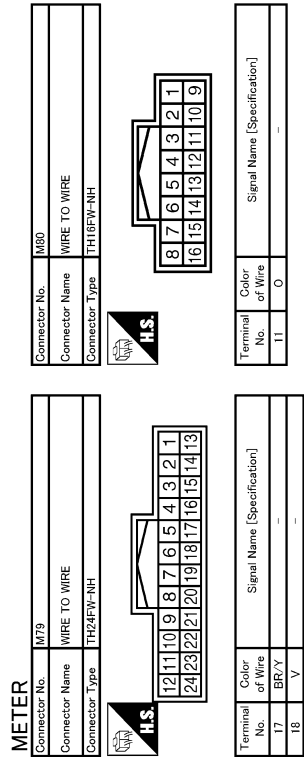 METER
Connector No. M79
Connector Name WIRE TO WIRE
Connector Type TH24FW-NH
H.S.
12 11 10 9 8 7 6 5 4 3 2 1
24 23 22 21 20 19 18 17 16 15 14 13
Terminal No. Color of Wire Signal Name [Specification]
17 BR/Y -
18 V -
Connector No. M80
Connector Name WIRE TO WIRE
Connector Type TH16FW-NH
H.S.
8 7 6 5 4 3 2 1
16 15 14 13 12 11 10 9
Terminal No. Color of Wire Signal Name [Specification]
11 O -